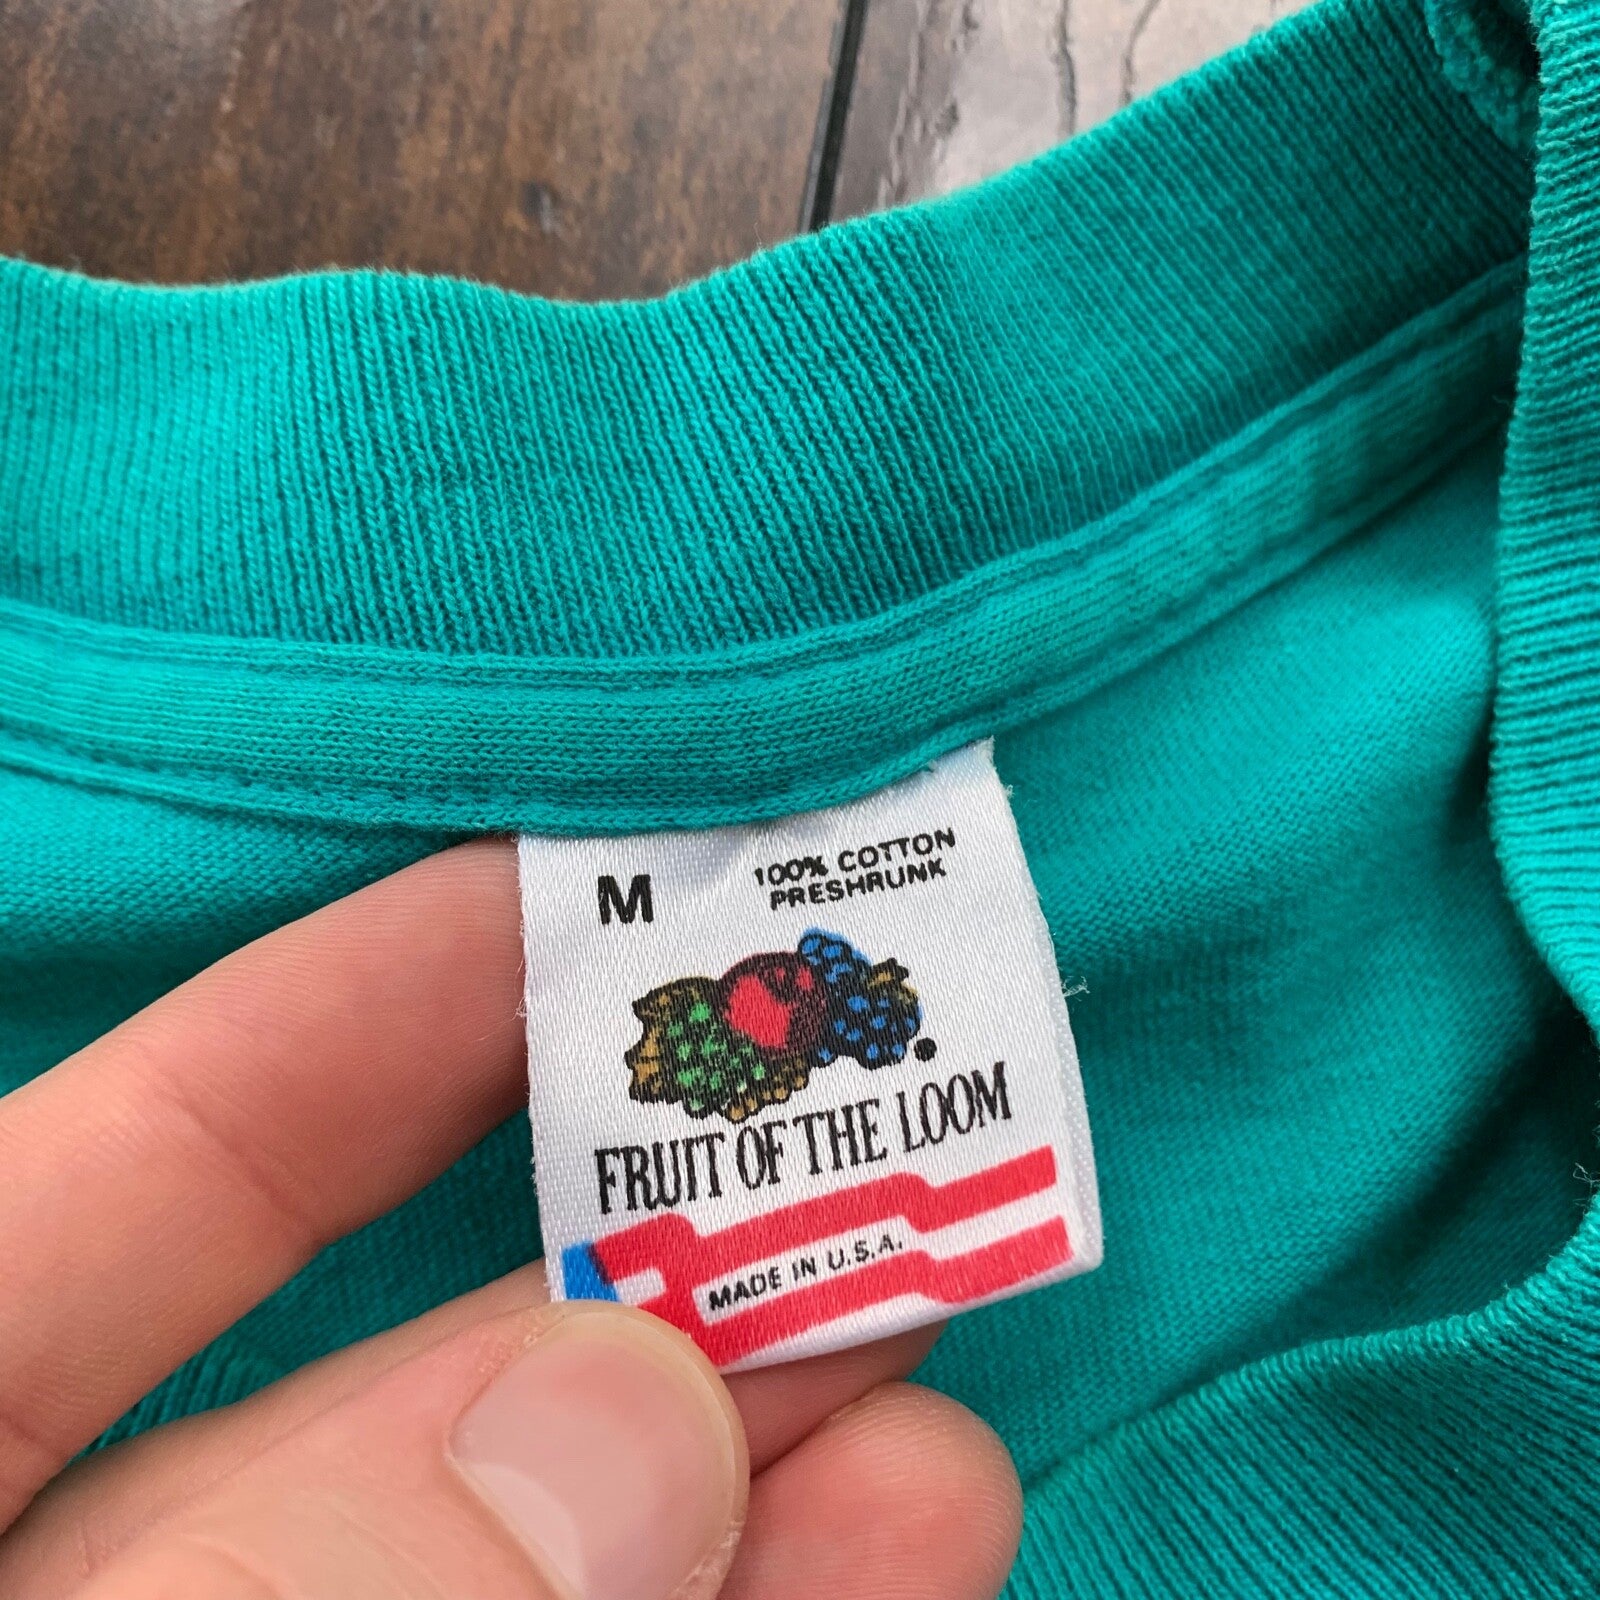 M
100% COTTON
PRESHRUNK
FRUIT OF THE LOOM
MADE IN U.S.A.